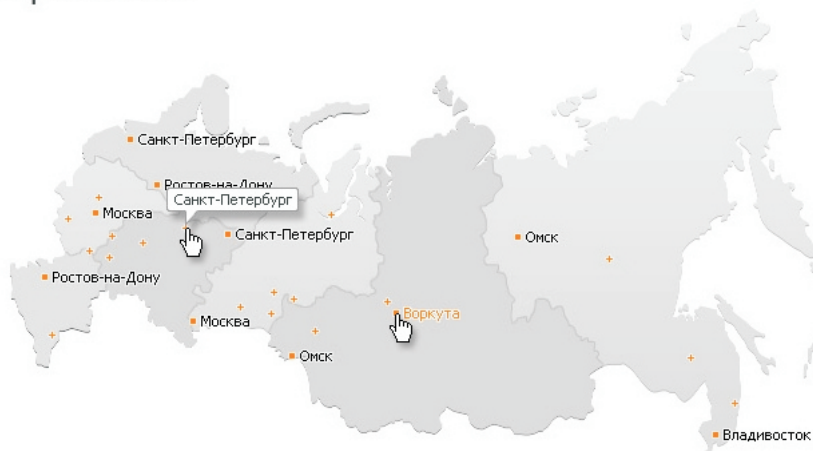 Санкт-Петербург
Ростов-на-Дону
Санкт-Петербург
Москва
Санкт-Петербург
Омск
Ростов-на-Дону
Воркута
Москва
Омск
Владивосток